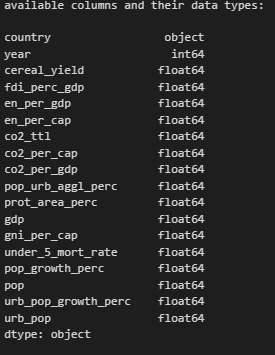 available columns and their data types:
country object
year int64
cereal_yield float64
fdi_perc_gdp float64
en_per_gdp float64
en_per_cap float64
co2_ttl float64
co2_per_cap float64
co2_per_gdp float64
pop_urb_aggl_perc float64
prot_area_perc float64
gdp float64
gni_per_cap float64
under_5_mort_rate float64
pop_growth_perc float64
pop float64
urb_pop_growth_perc float64
urb_pop float64
dtype: object